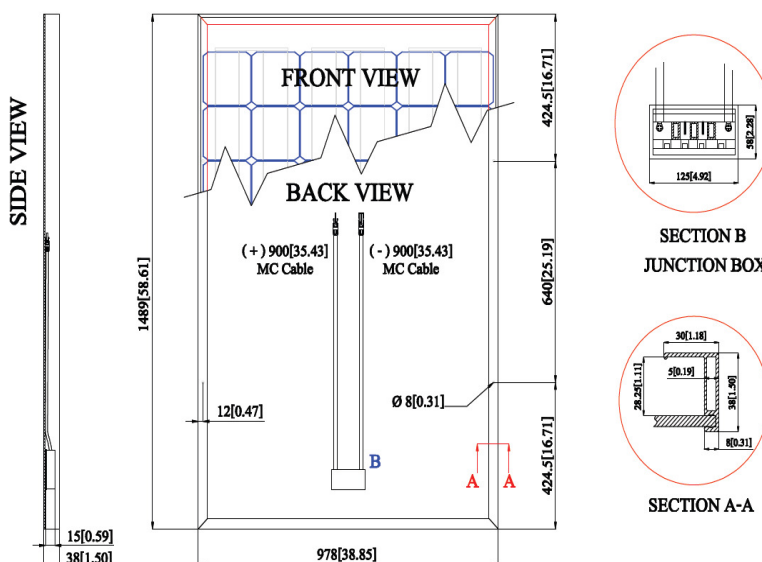 SIDE VIEW
FRONT VIEW
BACK VIEW
(+) 900[35.43]
MC Cable
(-) 900[35.43]
MC Cable
1489[58.61]
424.5[16.71]
640[25.19]
424.5[16.71]
12[0.47]
Ø 8[0.31]
B
A A
15[0.59]
38[1.50]
978[38.85]
58[2.28]
125[4.92]
SECTION B
JUNCTION BOX
30[1.18]
5[0.19]
28.25[1.11]
38[1.50]
8[0.31]
SECTION A-A